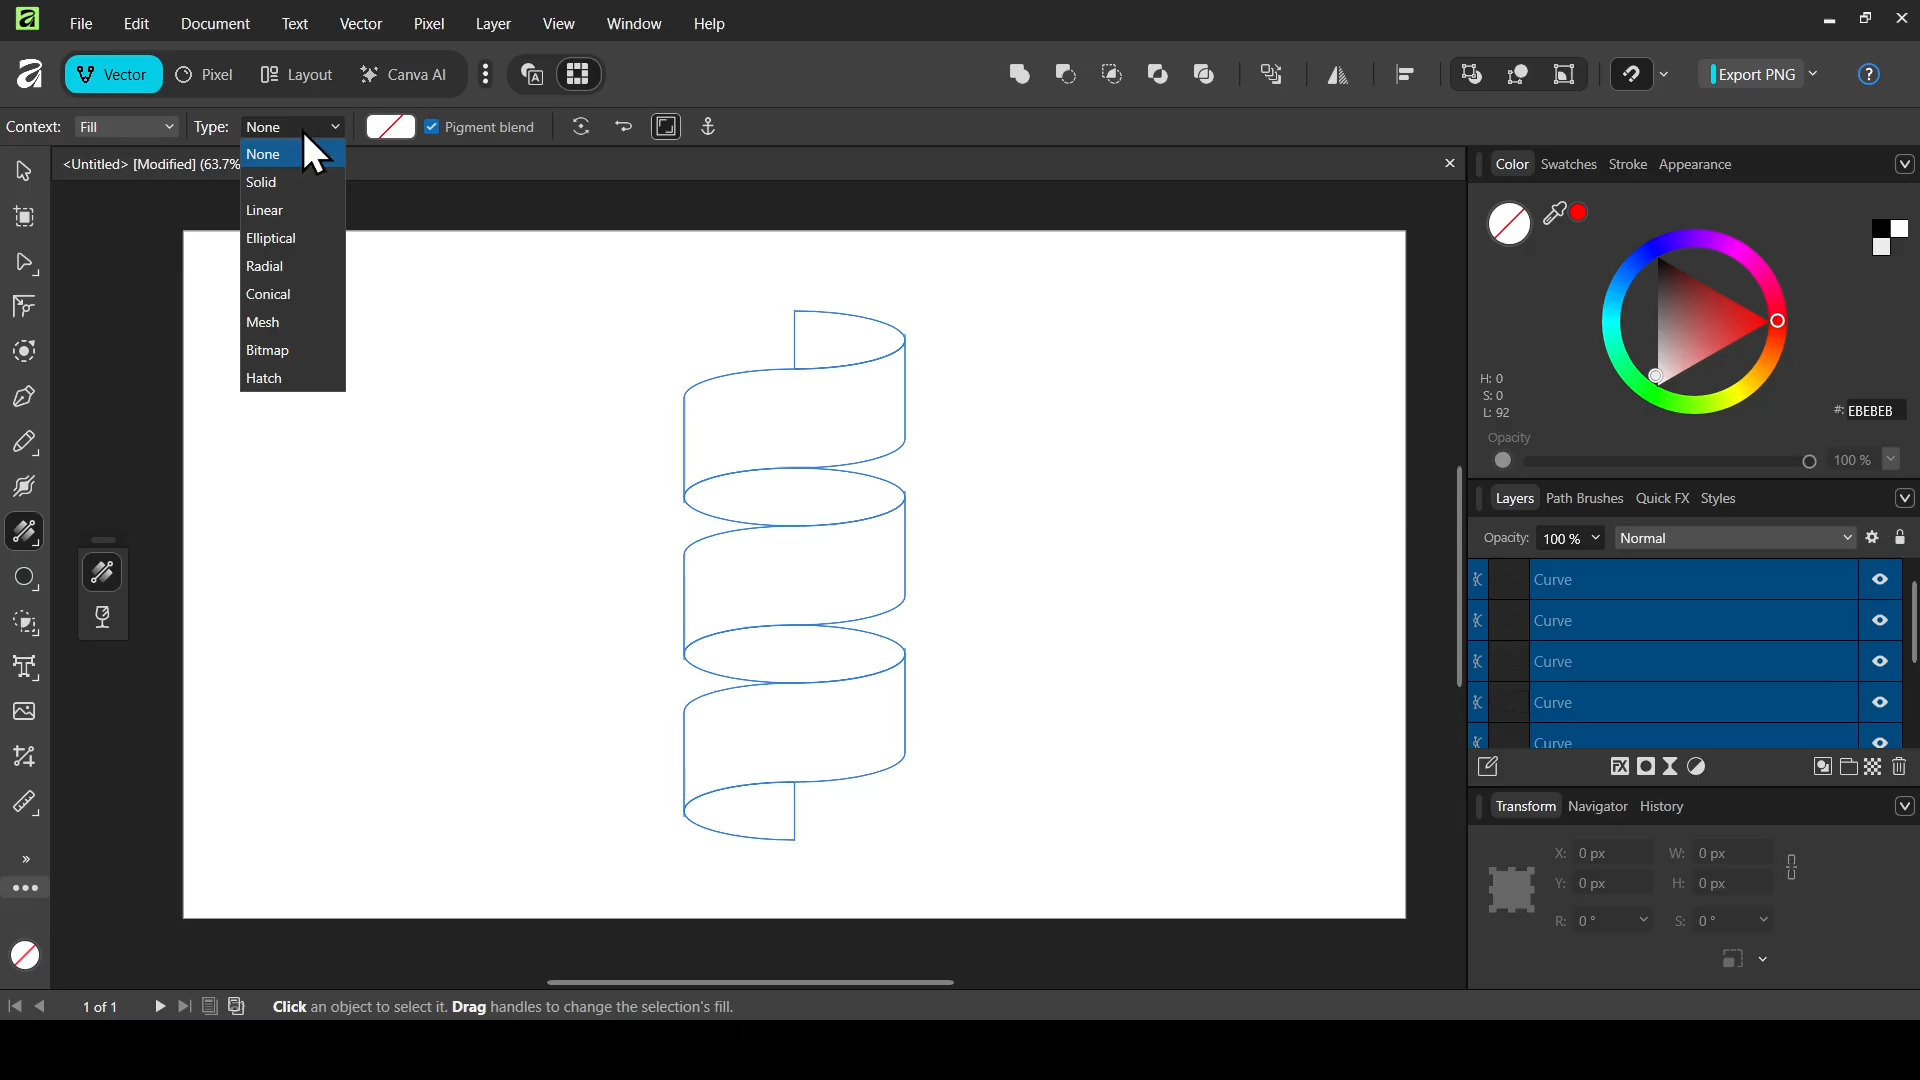 File Edit Document Text Vector Pixel Layer View Window Help
Vector Pixel Layout Canva AI Export PNG ?
Context: Fill Type: None Pigment blend
<Untitled> [Modified] (63.7%
None
Solid
Linear
Elliptical
Radial
Conical
Mesh
Bitmap
Hatch
Color Swatches Stroke Appearance
H: 0
S: 0
L: 92
#: EBEBEB
Opacity
100 %
Layers Path Brushes Quick FX Styles
Opacity: 100 % Normal
Curve
Curve
Curve
Curve
Curve
FX
Transform Navigator History
X: 0 px W: 0 px
Y: 0 px H: 0 px
R: 0 ° S: 0 °
1 of 1 Click an object to select it. Drag handles to change the selection's fill.